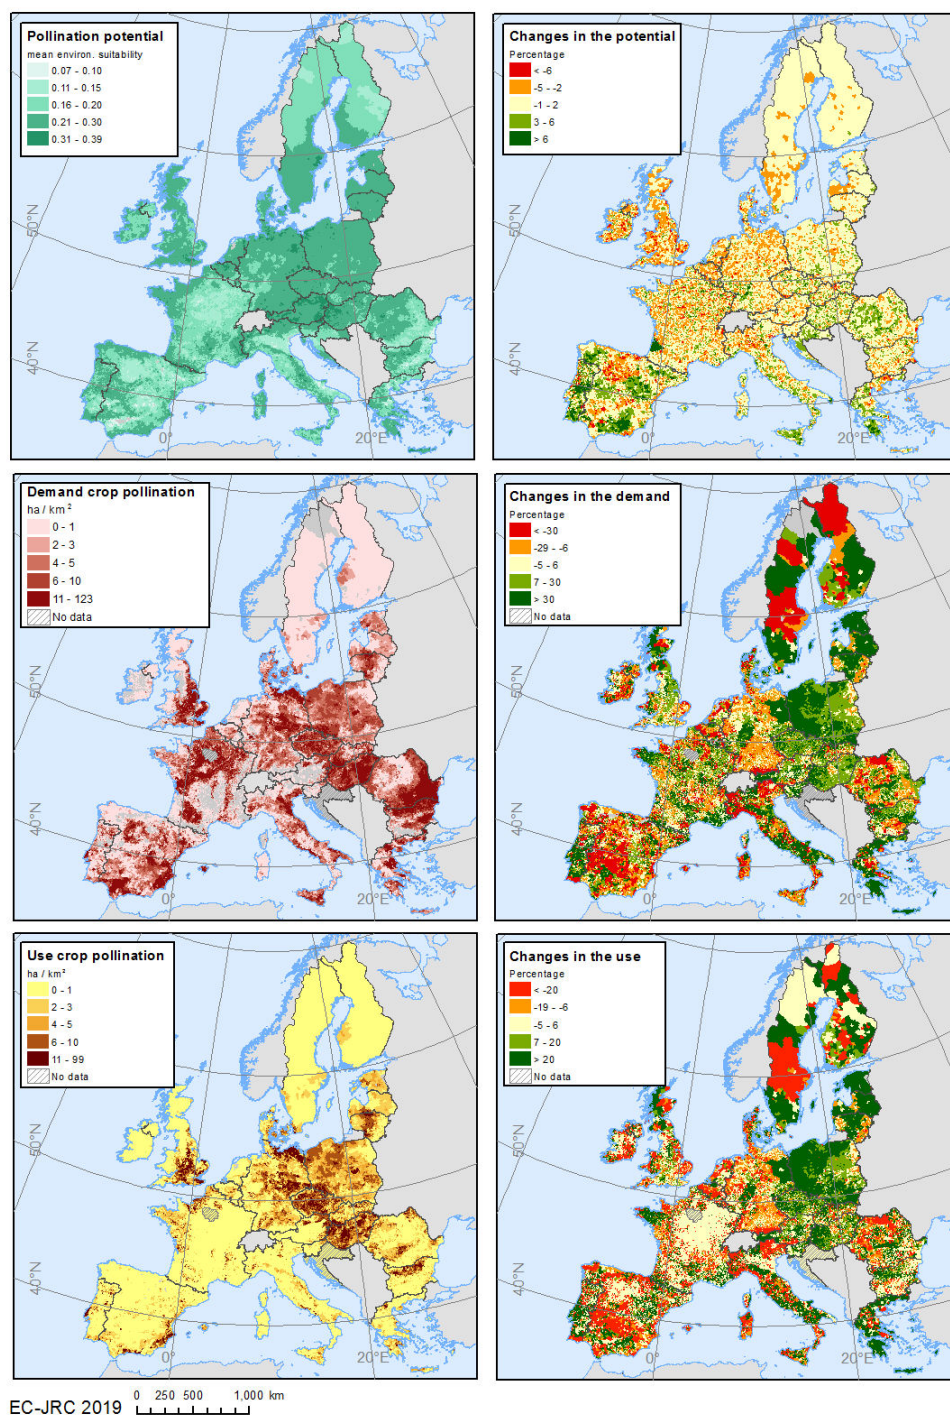 Pollination potential
mean environ. suitability
0.07 - 0.10
0.11 - 0.15
0.16 - 0.20
0.21 - 0.30
0.31 - 0.39
50°N
40°N
0°
20°E
Changes in the potential
Percentage
< -6
-5 - -2
-1 - 2
3 - 6
> 6
50°N
40°N
0°
20°E
Demand crop pollination
ha / km²
0 - 1
2 - 3
4 - 5
6 - 10
11 - 123
No data
50°N
40°N
0°
20°E
Changes in the demand
Percentage
< -30
-29 - -6
-5 - 6
7 - 30
> 30
No data
50°N
40°N
0°
20°E
Use crop pollination
ha / km²
0 - 1
2 - 3
4 - 5
6 - 10
11 - 99
No data
50°N
40°N
0°
20°E
Changes in the use
Percentage
< -20
-19 - -6
-5 - 6
7 - 20
> 20
No data
50°N
40°N
0°
20°E
EC-JRC 2019
0 250 500 1,000 km